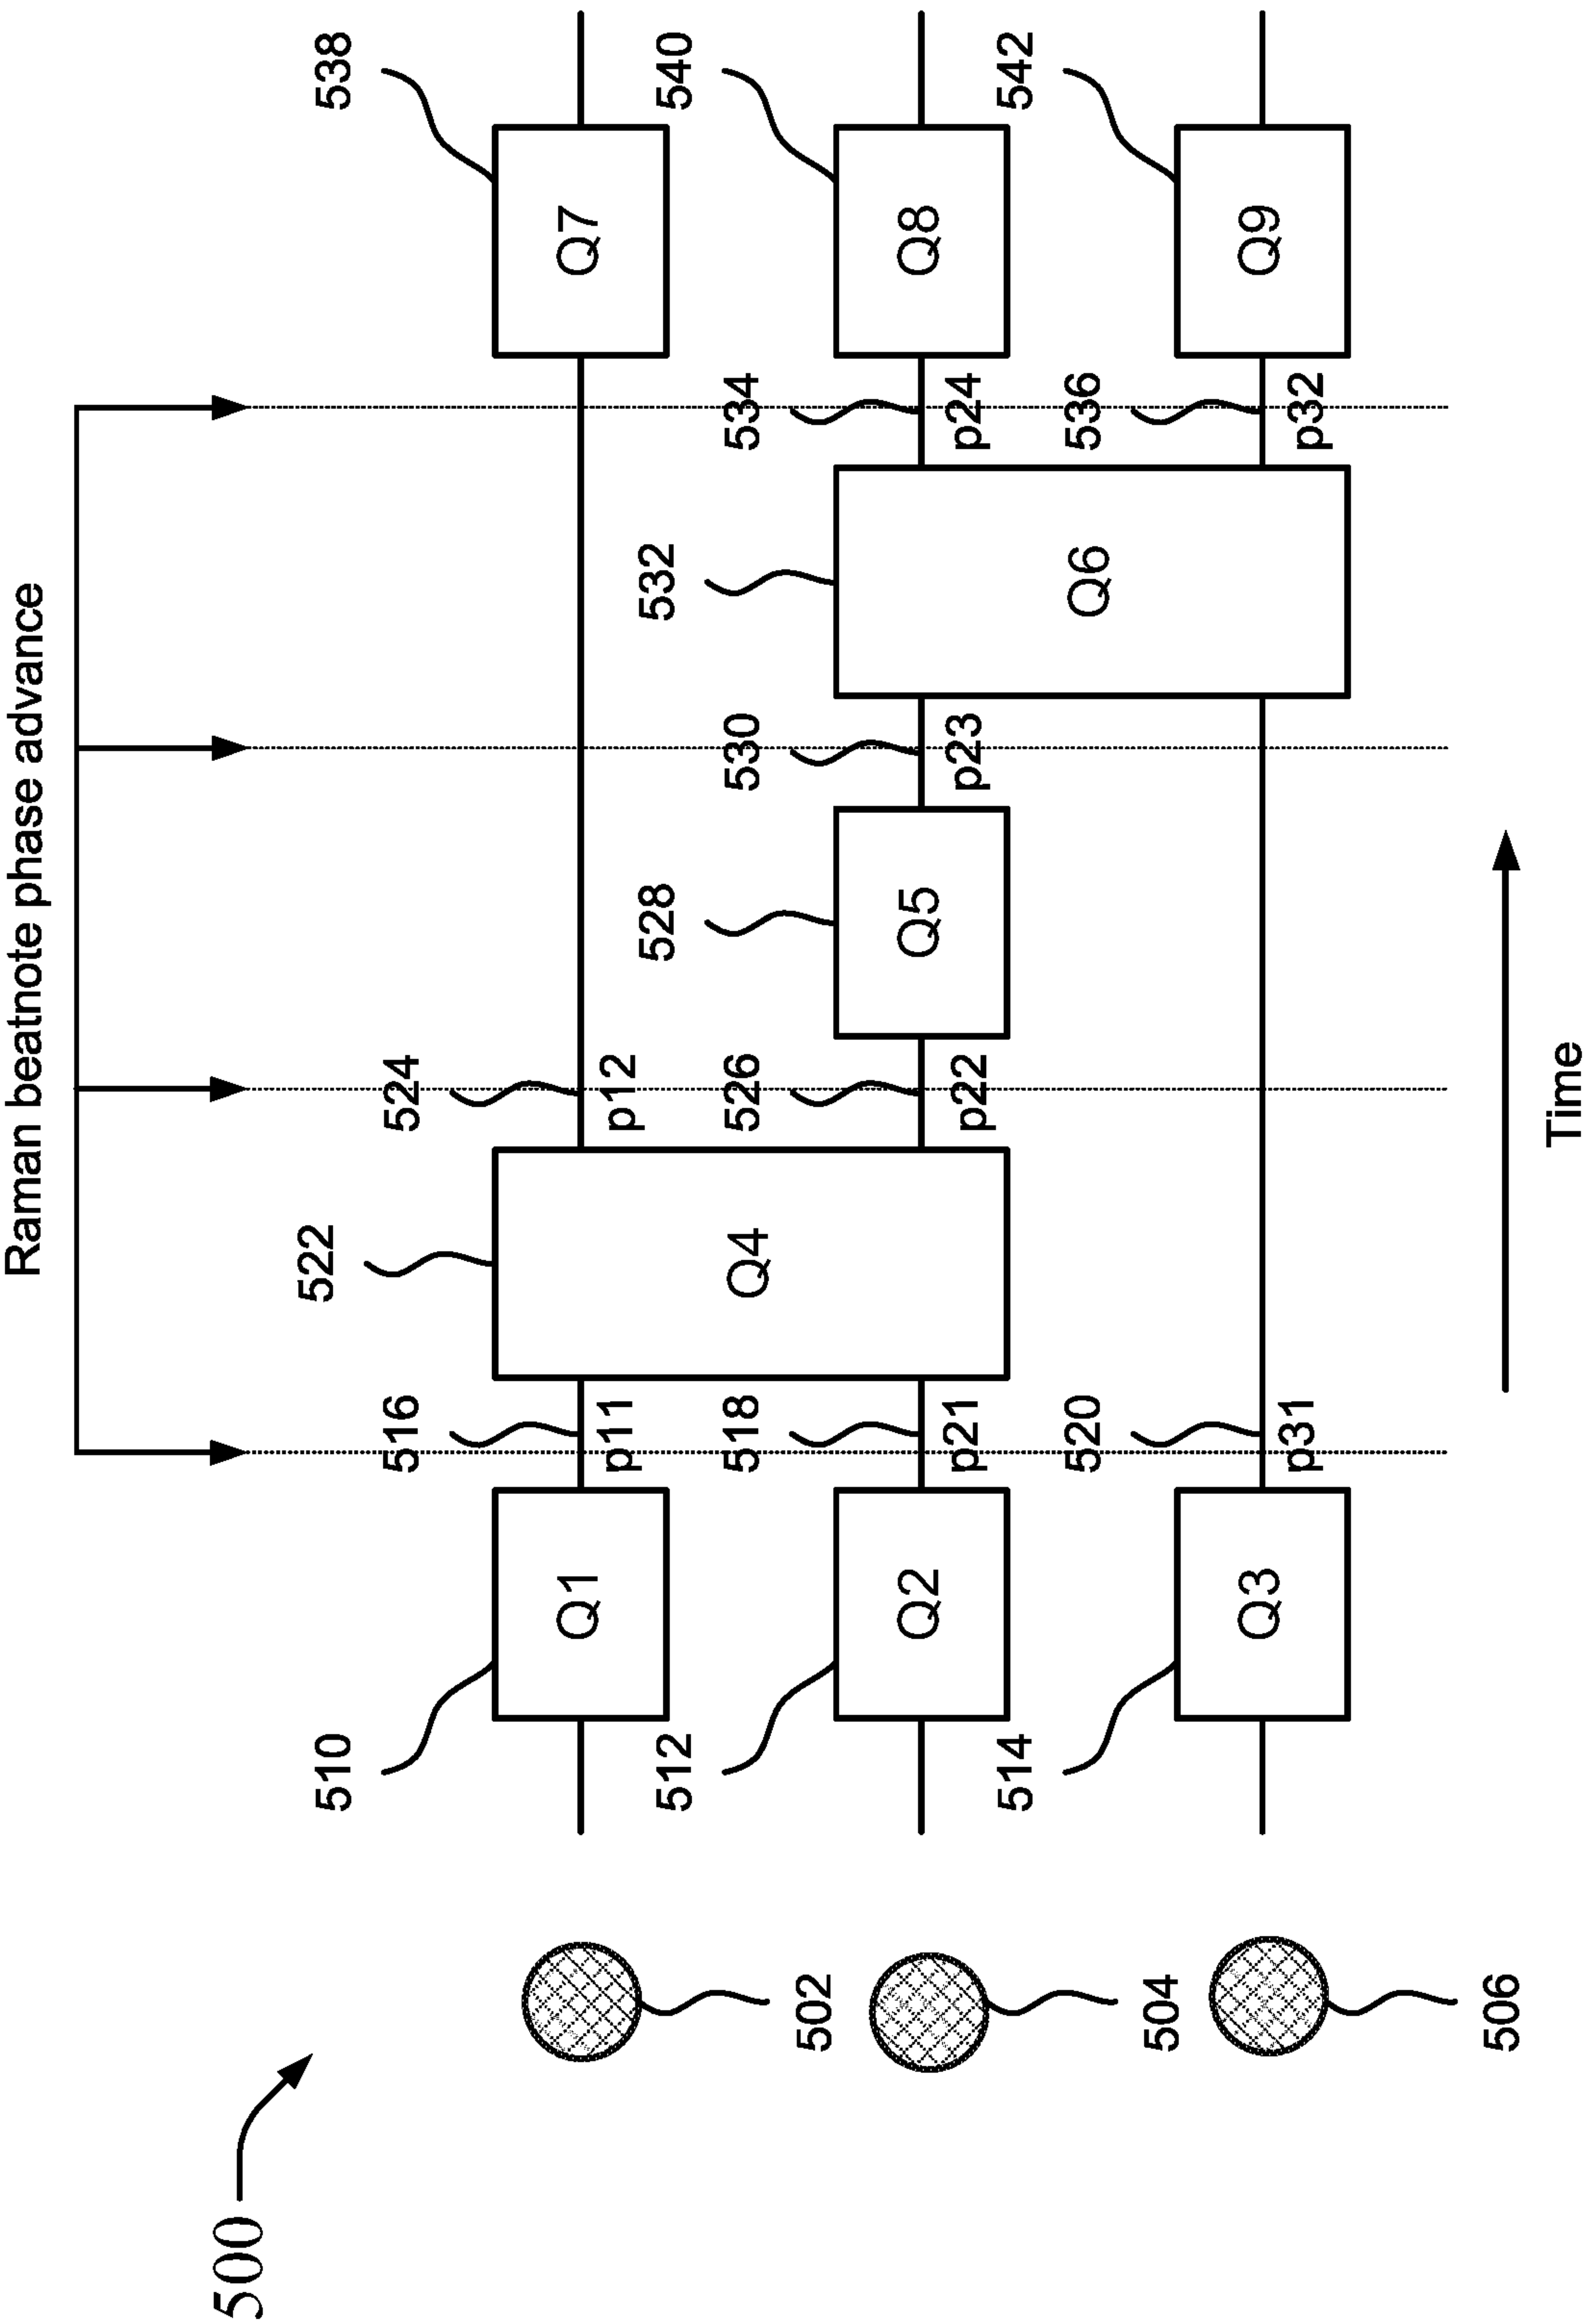 Raman beatnote phase advance
538
540
542
Q7
Q8
Q9
534
p24
536
p32
532
Q6
530
p23
528
Q5
524
p12
526
p22
522
Q4
516
p11
518
p21
520
p31
Q1
Q2
Q3
510
512
514
502
504
506
500
Time